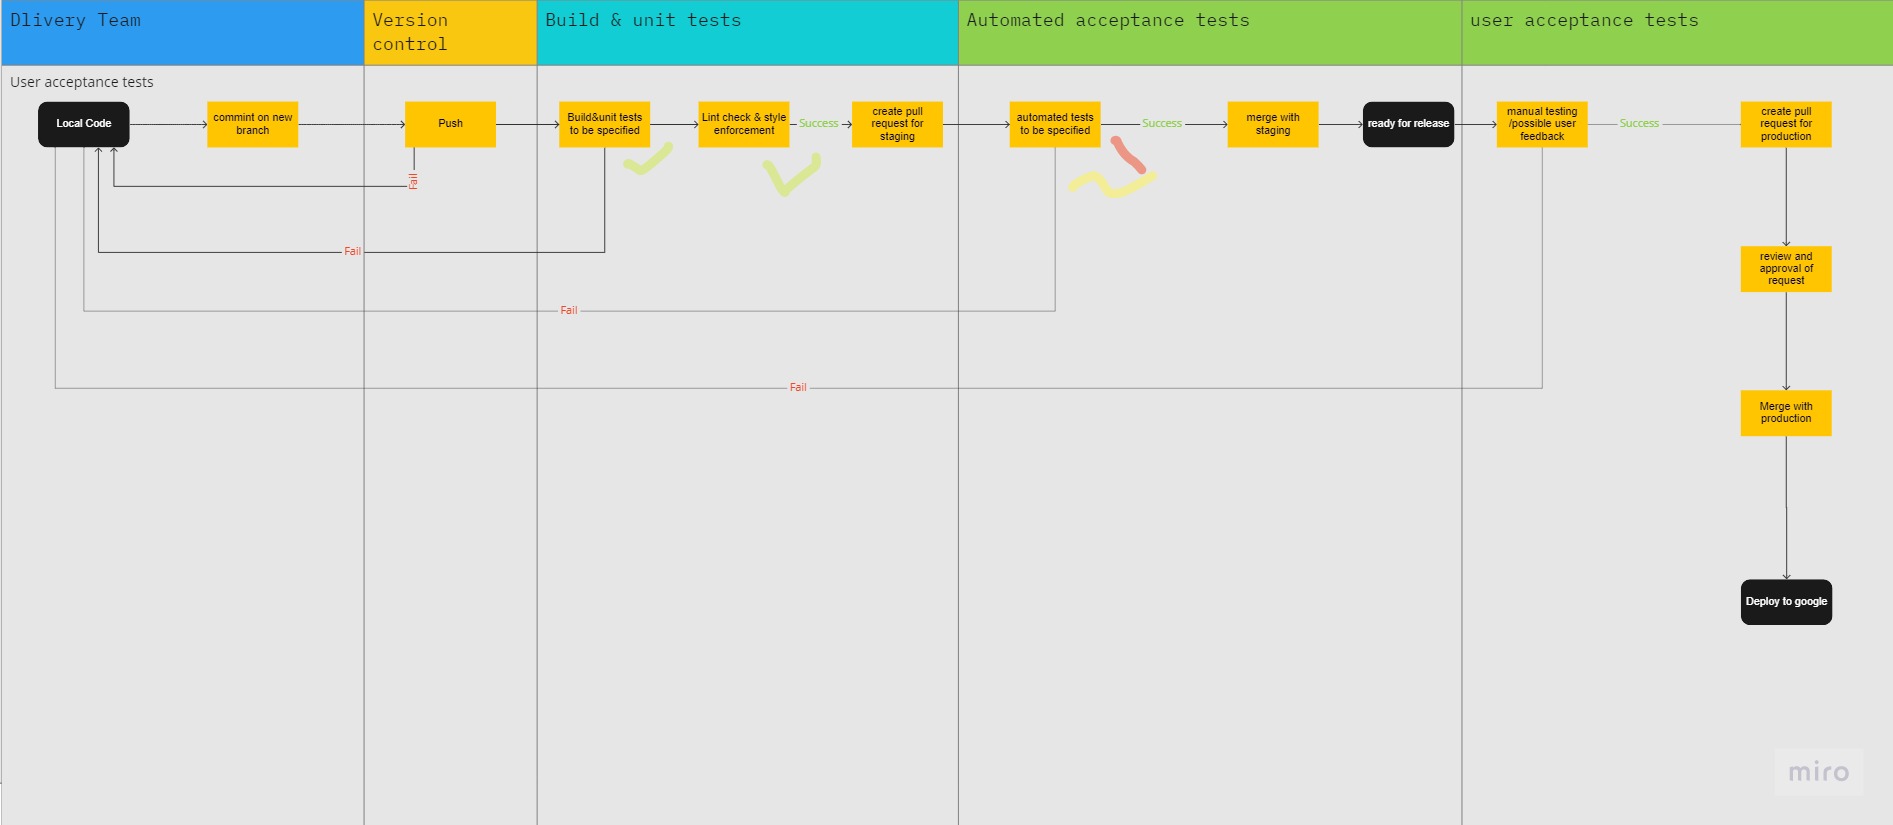 Dlivery Team
Version
control
Build & unit tests
Automated acceptance tests
user acceptance tests
User acceptance tests
Local Code
commint on new
branch
Push
Build&unit tests
to be specified
Lint check & style
enforcement
Success
create pull
request for
staging
automated tests
to be specified
Success
merge with
staging
ready for release
manual testing
/possible user
feedback
Success
create pull
request for
production
Fail
Fail
Fail
Fail
review and
approval of
request
Merge with
production
Deploy to google
miro